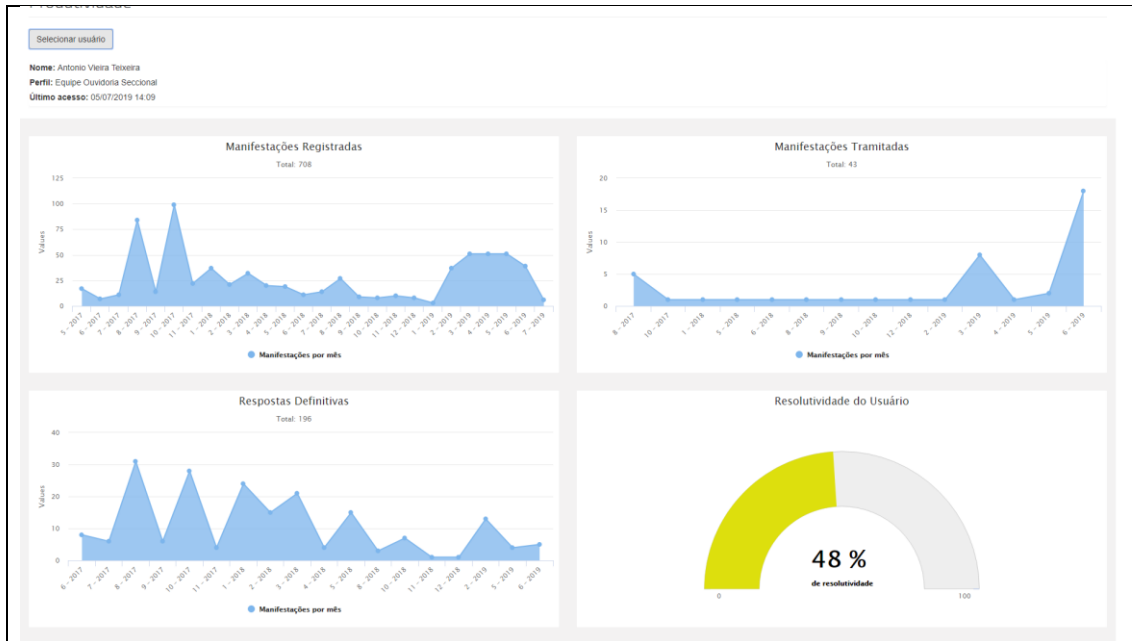 Produtividade
Selecionar usuário
Nome: Antonio Vieira Teixeira
Perfil: Equipe Ouvidoria Seccional
Último acesso: 05/07/2019 14:09
Manifestações Registradas
Total: 708
Values
125
100
75
50
25
0
5 - 2017
6 - 2017
7 - 2017
8 - 2017
9 - 2017
10 - 2017
11 - 2017
1 - 2018
2 - 2018
3 - 2018
4 - 2018
5 - 2018
6 - 2018
7 - 2018
8 - 2018
9 - 2018
10 - 2018
11 - 2018
12 - 2018
1 - 2019
2 - 2019
3 - 2019
4 - 2019
5 - 2019
6 - 2019
7 - 2019
Manifestações por mês
Manifestações Tramitadas
Total: 43
Values
20
15
10
5
0
8 - 2017
10 - 2017
1 - 2018
5 - 2018
6 - 2018
8 - 2018
9 - 2018
10 - 2018
12 - 2018
2 - 2019
3 - 2019
4 - 2019
5 - 2019
6 - 2019
Manifestações por mês
Respostas Definitivas
Total: 196
Values
40
30
20
10
0
6 - 2017
7 - 2017
8 - 2017
9 - 2017
10 - 2017
11 - 2017
1 - 2018
2 - 2018
3 - 2018
4 - 2018
5 - 2018
8 - 2018
10 - 2018
11 - 2018
12 - 2018
2 - 2019
5 - 2019
6 - 2019
Manifestações por mês
Resolutividade do Usuário
48 %
de resolutividade
0
100